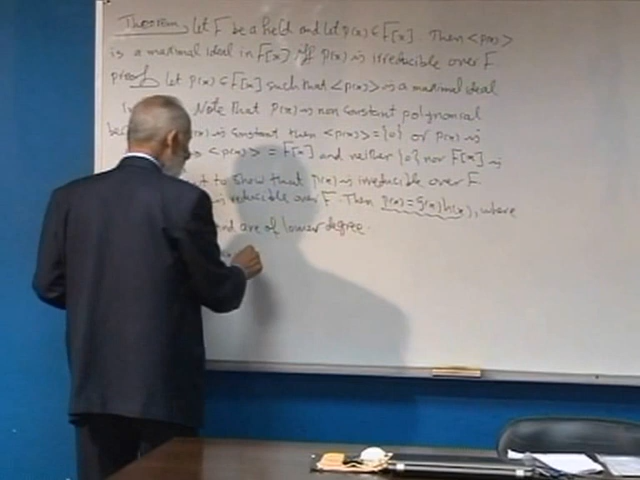 Theorem Let F be a field and let p(x) ∈ F[x]. Then <p(x)>
is a maximal ideal in F[x] iff p(x) is irreducible over F
proof Let p(x) ∈ F[x] such that <p(x)> is a maximal ideal
Note that p(x) is non constant polynomial
(x) is constant then <p(x)> = {0} or p(x) is
<p(x)> = F[x] and neither {0} nor F[x] is
t to show that p(x) is irreducible over F.
is reducible over F. Then p(x) = g(x)h(x), where
and are of lower degree.